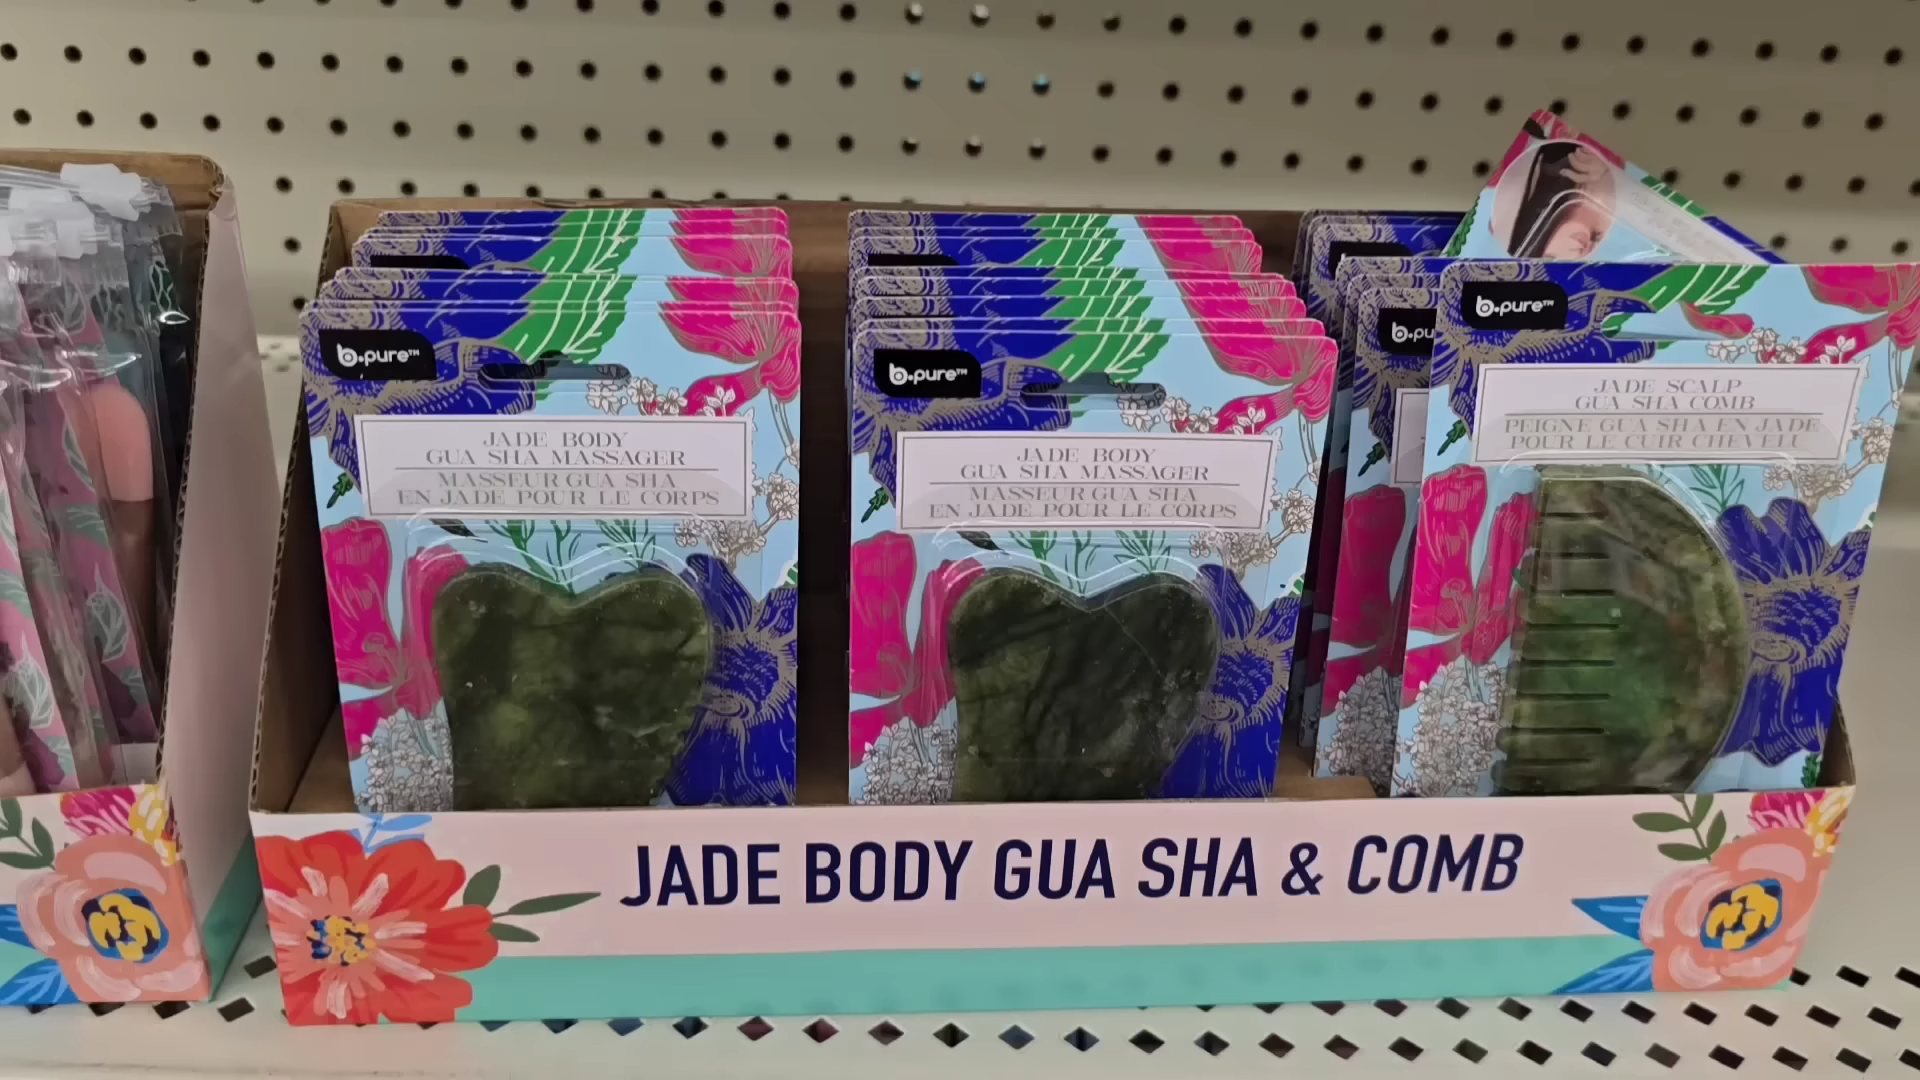 b.pure™
JADE BODY
GUA SHA MASSAGER
MASSEUR GUA SHA
EN JADE POUR LE CORPS
b.pure™
JADE BODY
GUA SHA MASSAGER
MASSEUR GUA SHA
EN JADE POUR LE CORPS
b.pu
b.pure™
JADE SCALP
GUA SHA COMB
PEIGNE GUA SHA EN JADE
POUR LE CUIR CHEVELU
JADE BODY GUA SHA & COMB